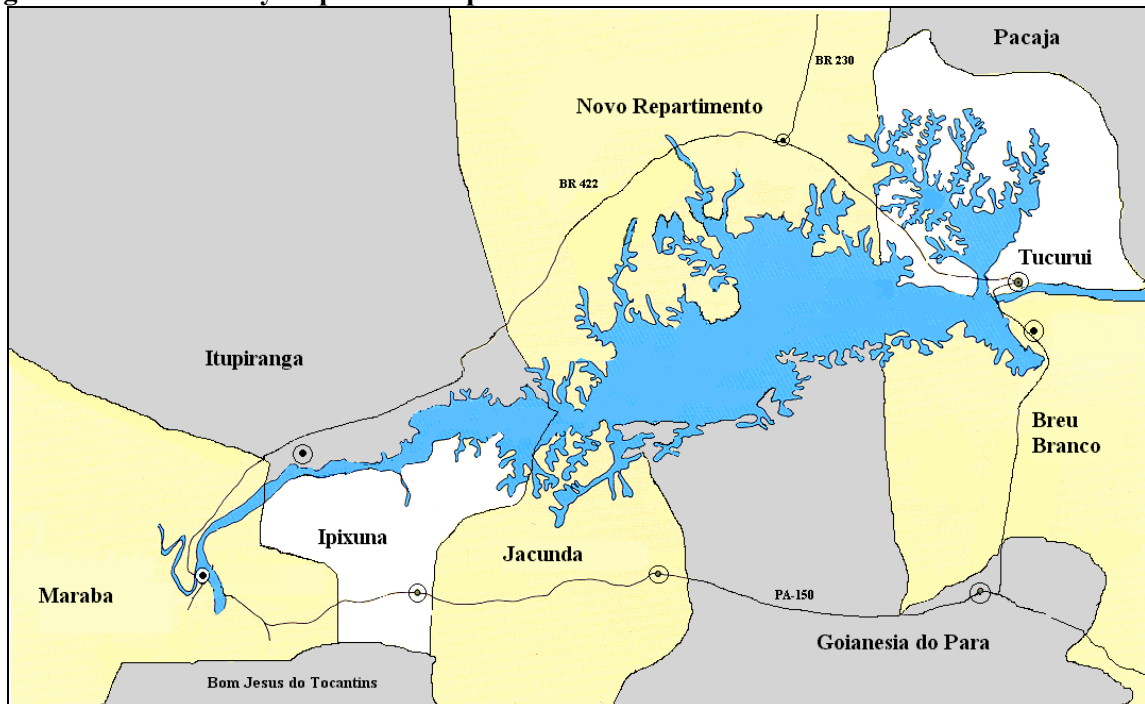 Pacaja
BR 230
Novo Repartimento
BR 422
Tucurui
Itupiranga
Breu
Branco
Ipixuna
Jacunda
Maraba
PA-150
Goianesia do Para
Bom Jesus do Tocantins